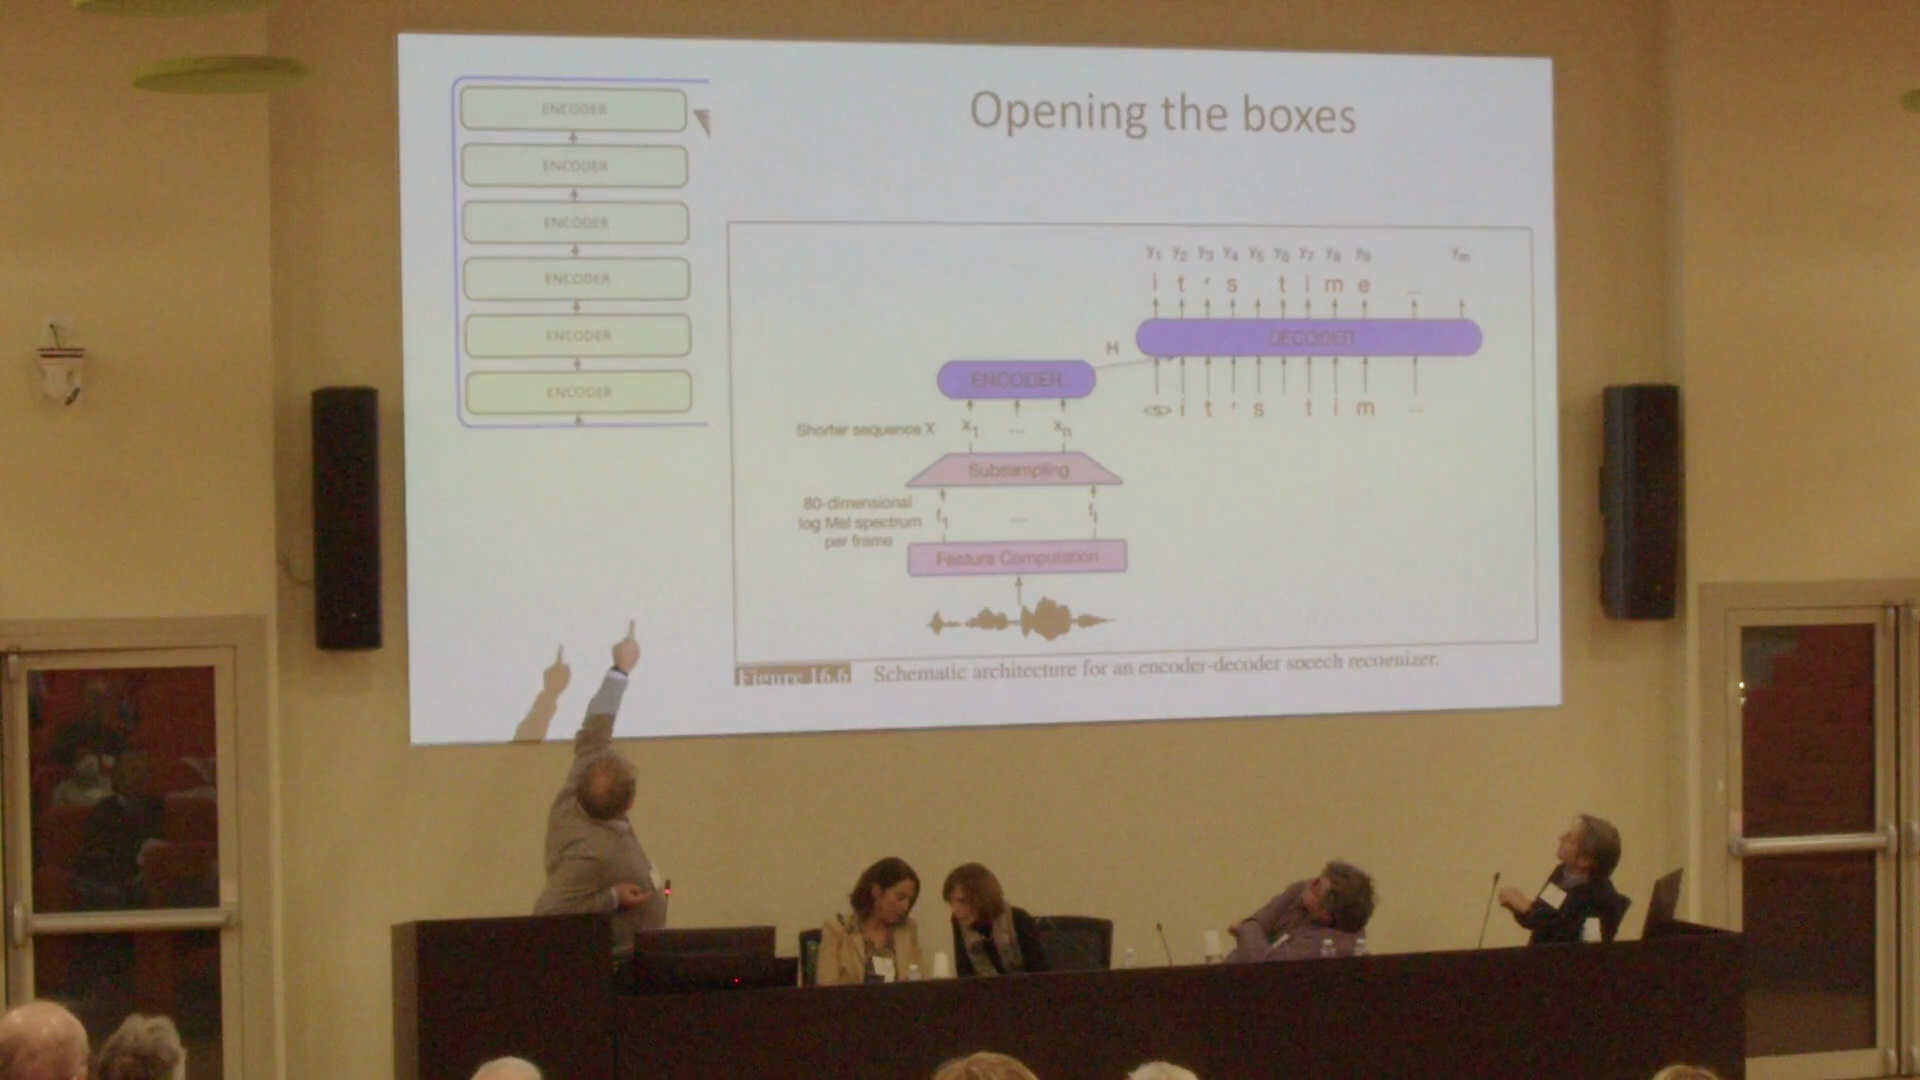 Opening the boxes
ENCODER
ENCODER
ENCODER
ENCODER
ENCODER
ENCODER
y1 y2 y3 y4 y5 y6 y7 y8 y9 ym
i t ' s t i m e ...
DECODER
H
ENCODER
<s> i t ' s t i m ...
Shorter sequence X x1 ... xn
Subsampling
80-dimensional
log Mel spectrum
per frame
f1 ... ft
Feature Computation
Figure 16.6 Schematic architecture for an encoder-decoder speech recognizer.